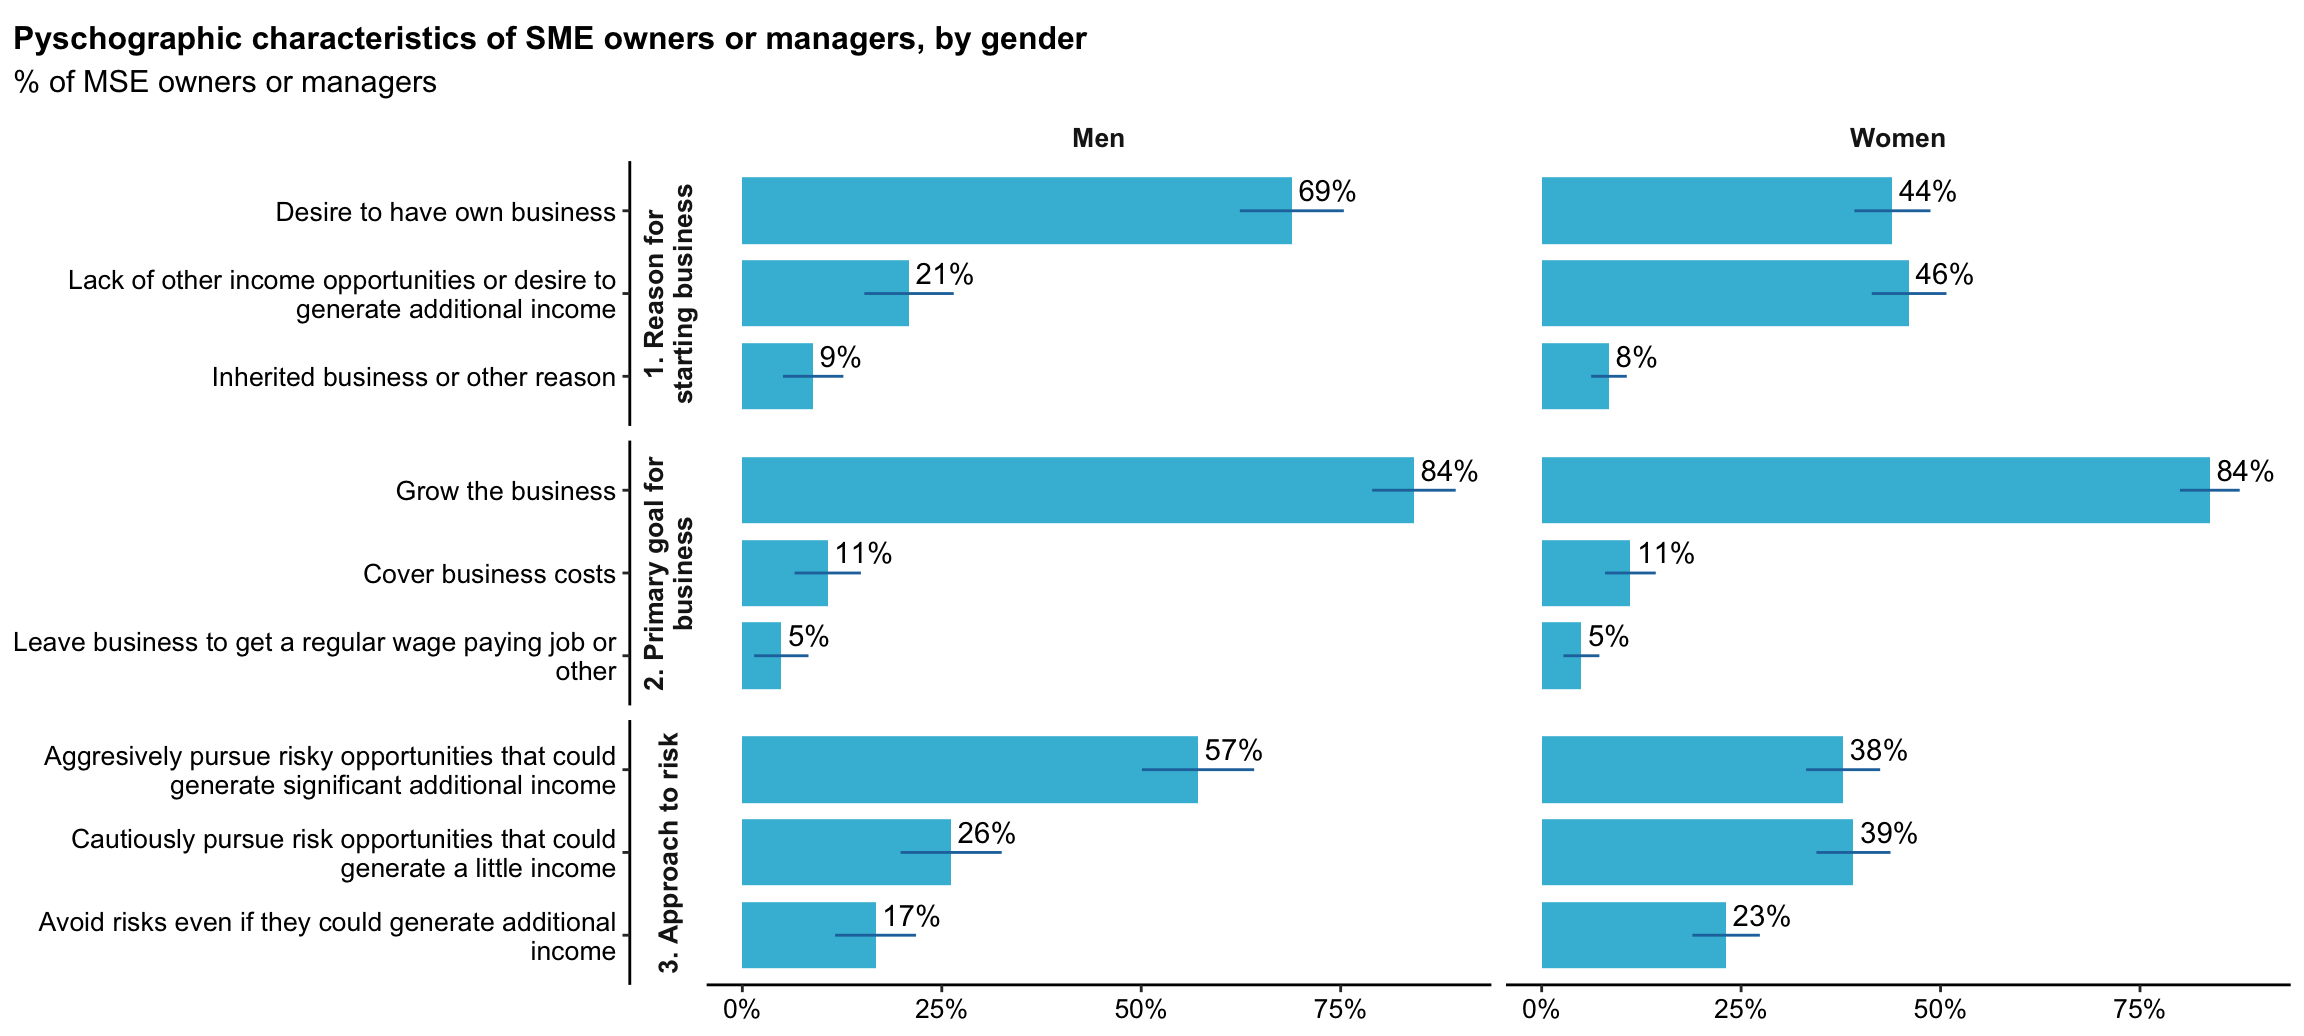 Pyschographic characteristics of SME owners or managers, by gender
% of MSE owners or managers
Men
Women
1. Reason for
starting business
Desire to have own business
69%
44%
Lack of other income opportunities or desire to
generate additional income
21%
46%
Inherited business or other reason
9%
8%
2. Primary goal for
business
Grow the business
84%
84%
Cover business costs
11%
11%
Leave business to get a regular wage paying job or
other
5%
5%
3. Approach to risk
Aggresively pursue risky opportunities that could
generate significant additional income
57%
38%
Cautiously pursue risk opportunities that could
generate a little income
26%
39%
Avoid risks even if they could generate additional
income
17%
23%
0%
25%
50%
75%
0%
25%
50%
75%